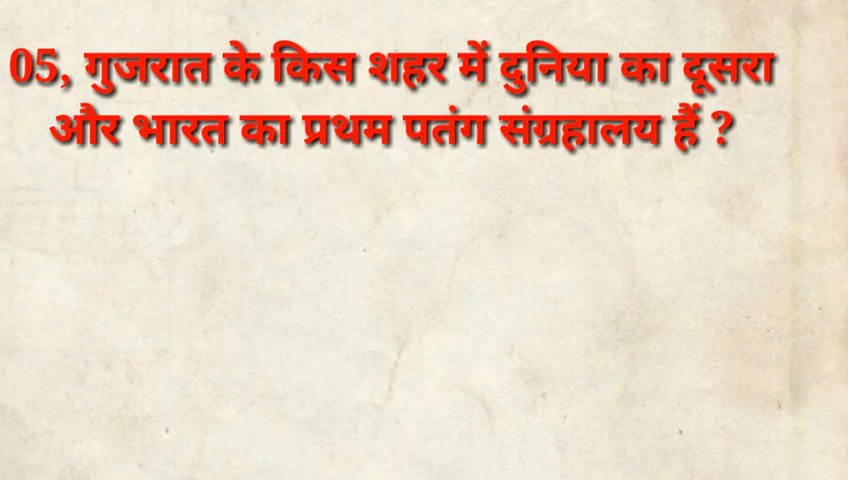 05, गुजरात के किस शहर में दुनिया का दूसरा
और भारत का प्रथम पतंग संग्रहालय हैं ?